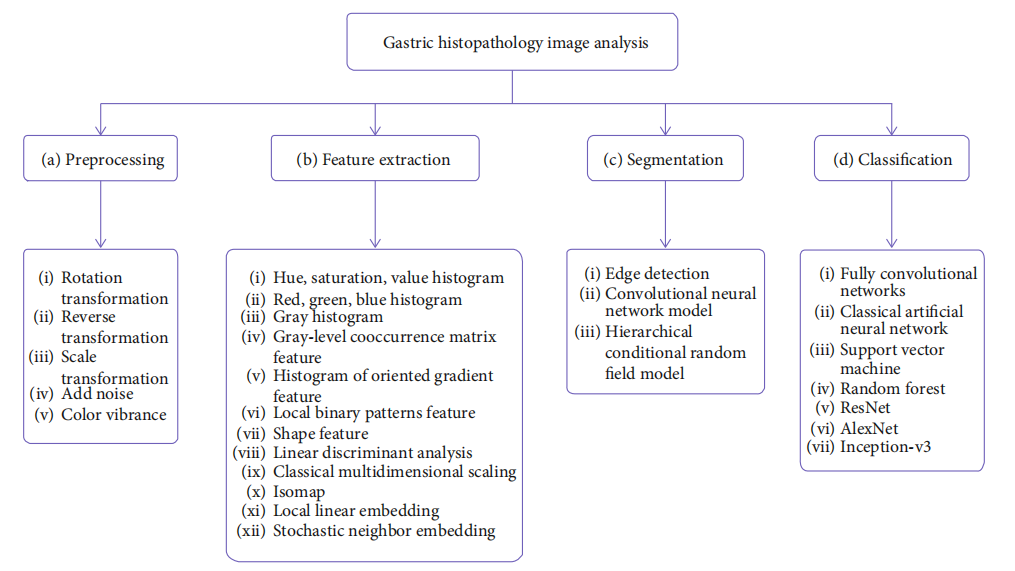 Gastric histopathology image analysis
(a) Preprocessing
(b) Feature extraction
(c) Segmentation
(d) Classification
(i) Rotation
transformation
(ii) Reverse
transformation
(iii) Scale
transformation
(iv) Add noise
(v) Color vibrance
(i) Hue, saturation, value histogram
(ii) Red, green, blue histogram
(iii) Gray histogram
(iv) Gray-level cooccurrence matrix
feature
(v) Histogram of oriented gradient
feature
(vi) Local binary patterns feature
(vii) Shape feature
(viii) Linear discriminant analysis
(ix) Classical multidimensional scaling
(x) Isomap
(xi) Local linear embedding
(xii) Stochastic neighbor embedding
(i) Edge detection
(ii) Convolutional neural
network model
(iii) Hierarchical
conditional random
field model
(i) Fully convolutional
networks
(ii) Classical artificial
neural network
(iii) Support vector
machine
(iv) Random forest
(v) ResNet
(vi) AlexNet
(vii) Inception-v3